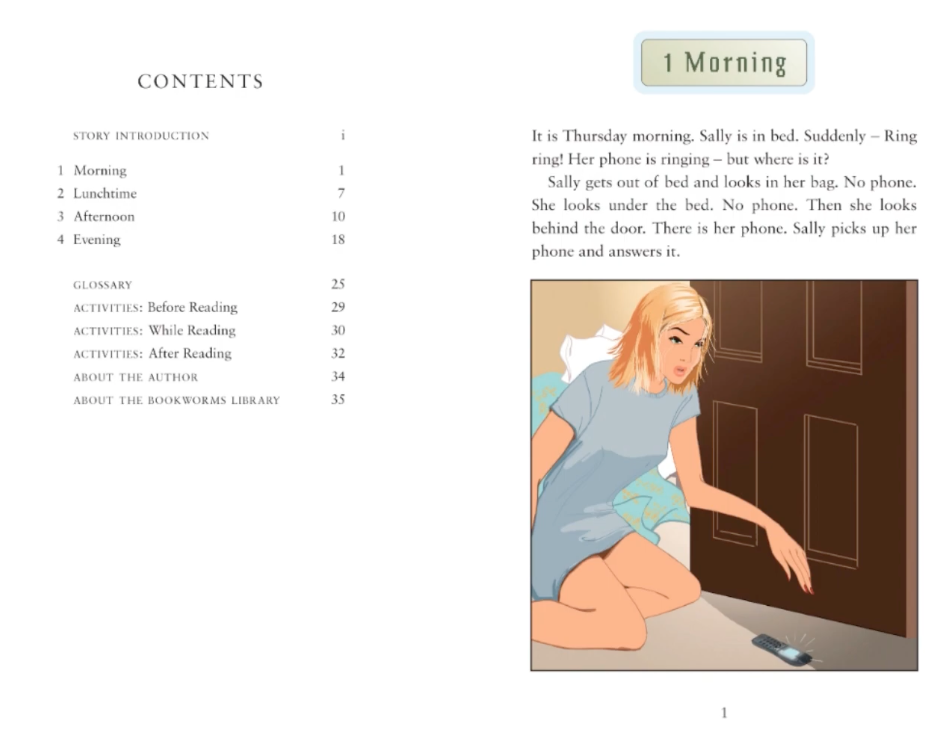 CONTENTS
STORY INTRODUCTION i
1 Morning 1
2 Lunchtime 7
3 Afternoon 10
4 Evening 18
GLOSSARY 25
ACTIVITIES: Before Reading 29
ACTIVITIES: While Reading 30
ACTIVITIES: After Reading 32
ABOUT THE AUTHOR 34
ABOUT THE BOOKWORMS LIBRARY 35
1 Morning
It is Thursday morning. Sally is in bed. Suddenly – Ring
ring! Her phone is ringing – but where is it?
Sally gets out of bed and looks in her bag. No phone.
She looks under the bed. No phone. Then she looks
behind the door. There is her phone. Sally picks up her
phone and answers it.
1